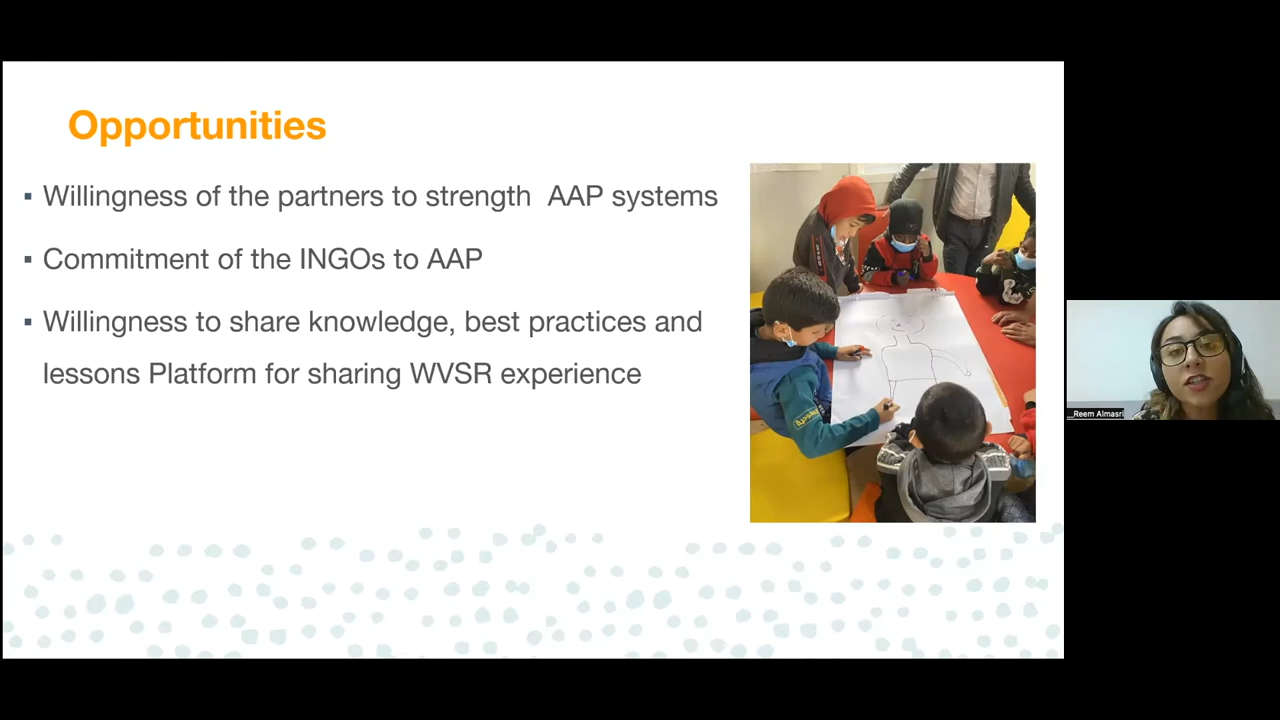 Opportunities
▪ Willingness of the partners to strength AAP systems
▪ Commitment of the INGOs to AAP
▪ Willingness to share knowledge, best practices and
lessons Platform for sharing WVSR experience
_Reem Almasri